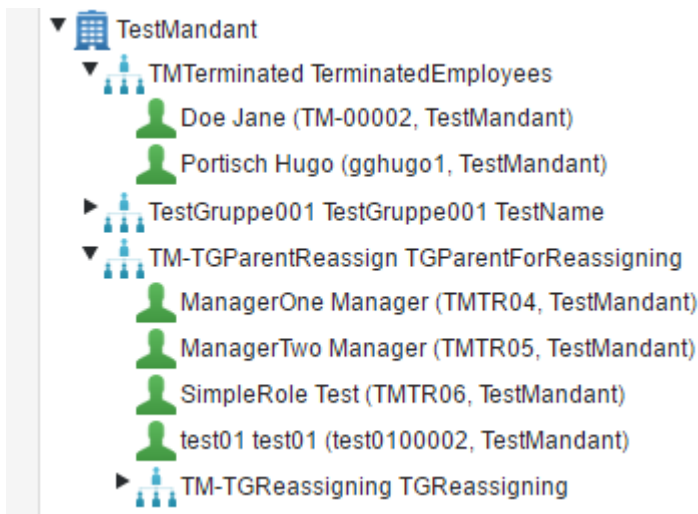 TestMandant
TMTerminated TerminatedEmployees
Doe Jane (TM-00002, TestMandant)
Portisch Hugo (gghugo1, TestMandant)
TestGruppe001 TestGruppe001 TestName
TM-TGParentReassign TGParentForReassigning
ManagerOne Manager (TMTR04, TestMandant)
ManagerTwo Manager (TMTR05, TestMandant)
SimpleRole Test (TMTR06, TestMandant)
test01 test01 (test0100002, TestMandant)
TM-TGReassigning TGReassigning